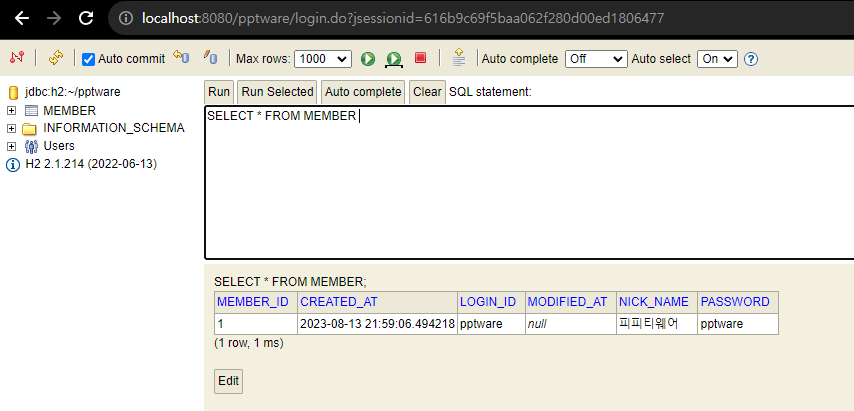 localhost:8080/pptware/login.do?jsessionid=616b9c69f5baa062f280d00ed1806477
Auto commit Max rows: 1000 Auto complete Off Auto select On
jdbc:h2:~/pptware
MEMBER
INFORMATION_SCHEMA
Users
H2 2.1.214 (2022-06-13)
Run Run Selected Auto complete Clear SQL statement:
SELECT * FROM MEMBER
SELECT * FROM MEMBER;
MEMBER_ID CREATED_AT LOGIN_ID MODIFIED_AT NICK_NAME PASSWORD
1 2023-08-13 21:59:06.494218 pptware null 피피티웨어 pptware
(1 row, 1 ms)
Edit